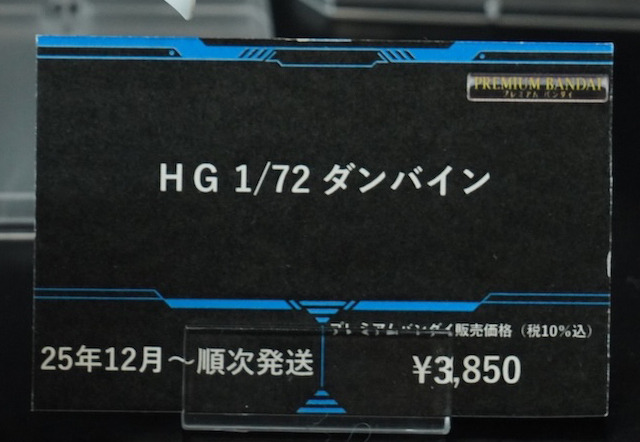 PREMIUM BANDAI
プレミアム バンダイ
HG 1/72 ダンバイン
プレミアムバンダイ販売価格（税10%込）
25年12月～順次発送
¥3,850